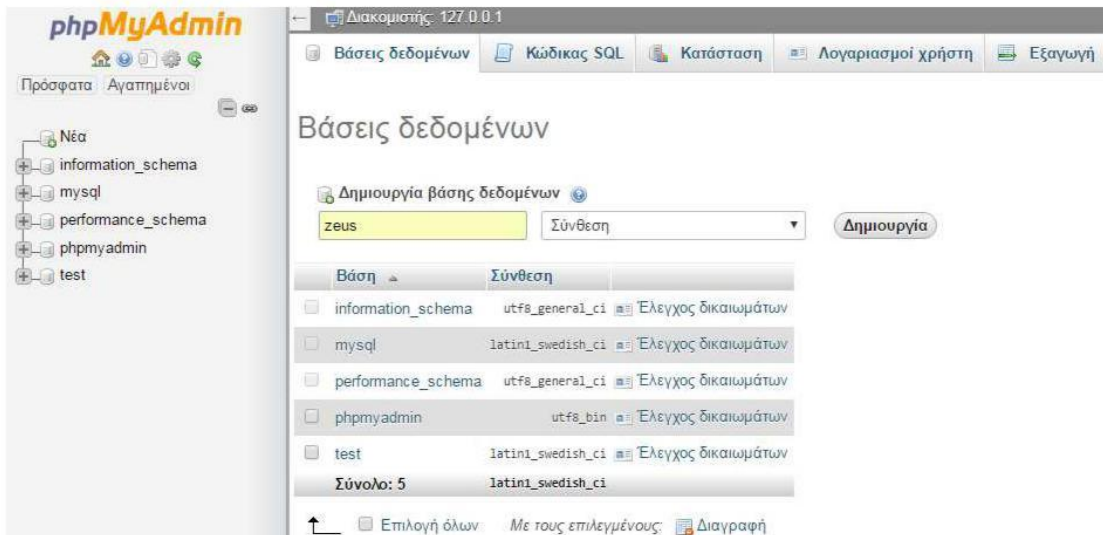 phpMyAdmin
Πρόσφατα Αγαπημένοι
Νέα
information_schema
mysql
performance_schema
phpmyadmin
test
Διακομιστής: 127.0.0.1
Βάσεις δεδομένων Κώδικας SQL Κατάσταση Λογαριασμοί χρήστη Εξαγωγή
Βάσεις δεδομένων
Δημιουργία βάσης δεδομένων
zeus Σύνθεση Δημιουργία
Βάση Σύνθεση
information_schema utf8_general_ci Έλεγχος δικαιωμάτων
mysql latin1_swedish_ci Έλεγχος δικαιωμάτων
performance_schema utf8_general_ci Έλεγχος δικαιωμάτων
phpmyadmin utf8_bin Έλεγχος δικαιωμάτων
test latin1_swedish_ci Έλεγχος δικαιωμάτων
Σύνολο: 5 latin1_swedish_ci
Επιλογή όλων Με τους επιλεγμένους: Διαγραφή